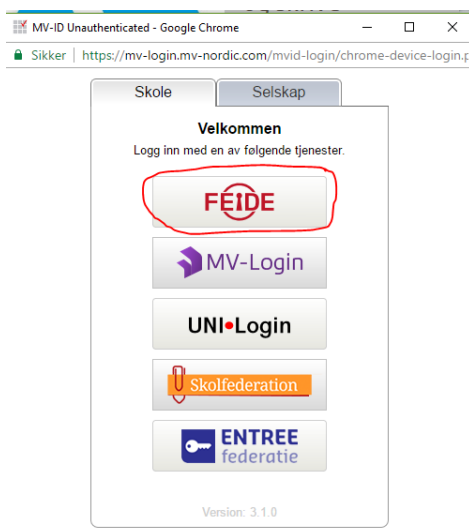 MV-ID Unauthenticated - Google Chrome
Sikker | https://mv-login.mv-nordic.com/mvid-login/chrome-device-login.p
Skole
Selskap
Velkommen
Logg inn med en av følgende tjenester.
FEIDE
MV-Login
UNI•Login
Skolfederation
ENTREE
federatie
Version: 3.1.0